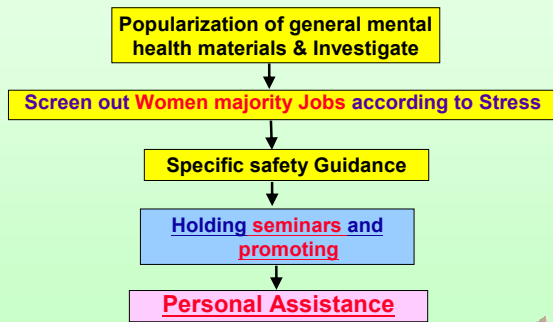 Popularization of general mental
health materials & Investigate
Screen out Women majority Jobs according to Stress
Specific safety Guidance
Holding seminars and
promoting
Personal Assistance